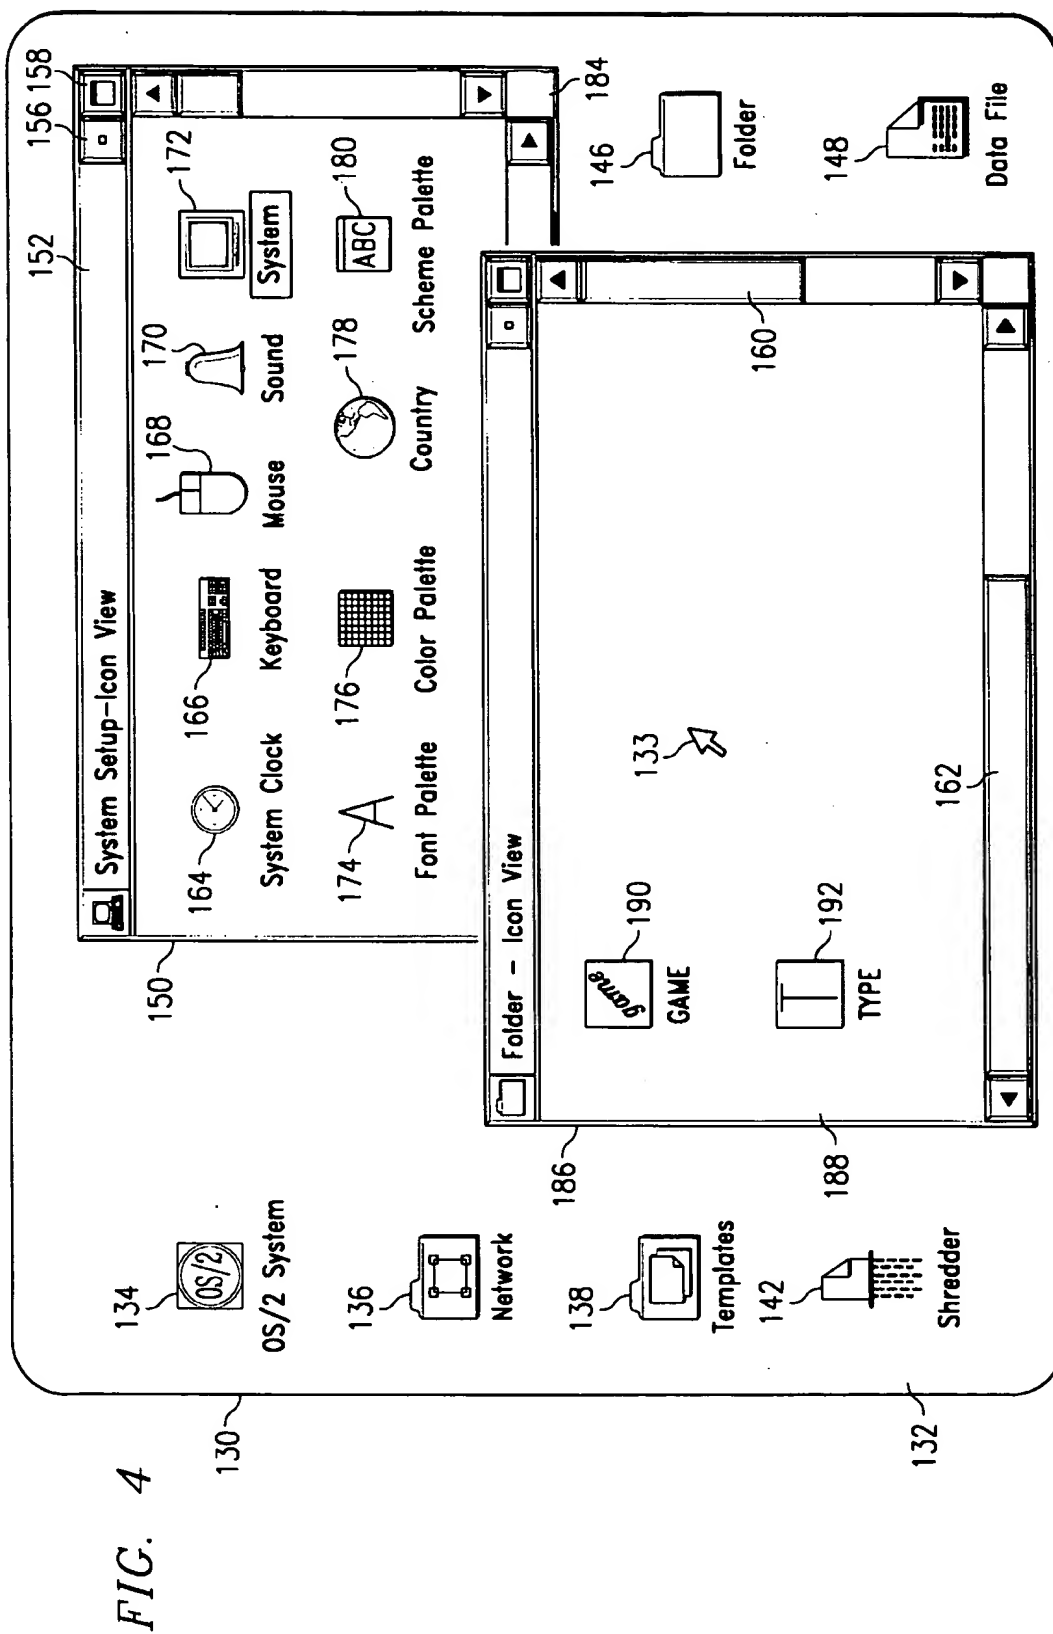 FIG. 4
130
132
134
OS/2
OS/2 System
136
Network
138
Templates
142
Shredder
150
152
156
158
System Setup-Icon View
164
System Clock
166
Keyboard
168
Mouse
170
Sound
172
System
174
A
Font Palette
176
Color Palette
178
Country
180
ABC
Scheme Palette
184
186
188
Folder - Icon View
190
game
GAME
192
T
TYPE
133
160
162
146
Folder
148
Data File